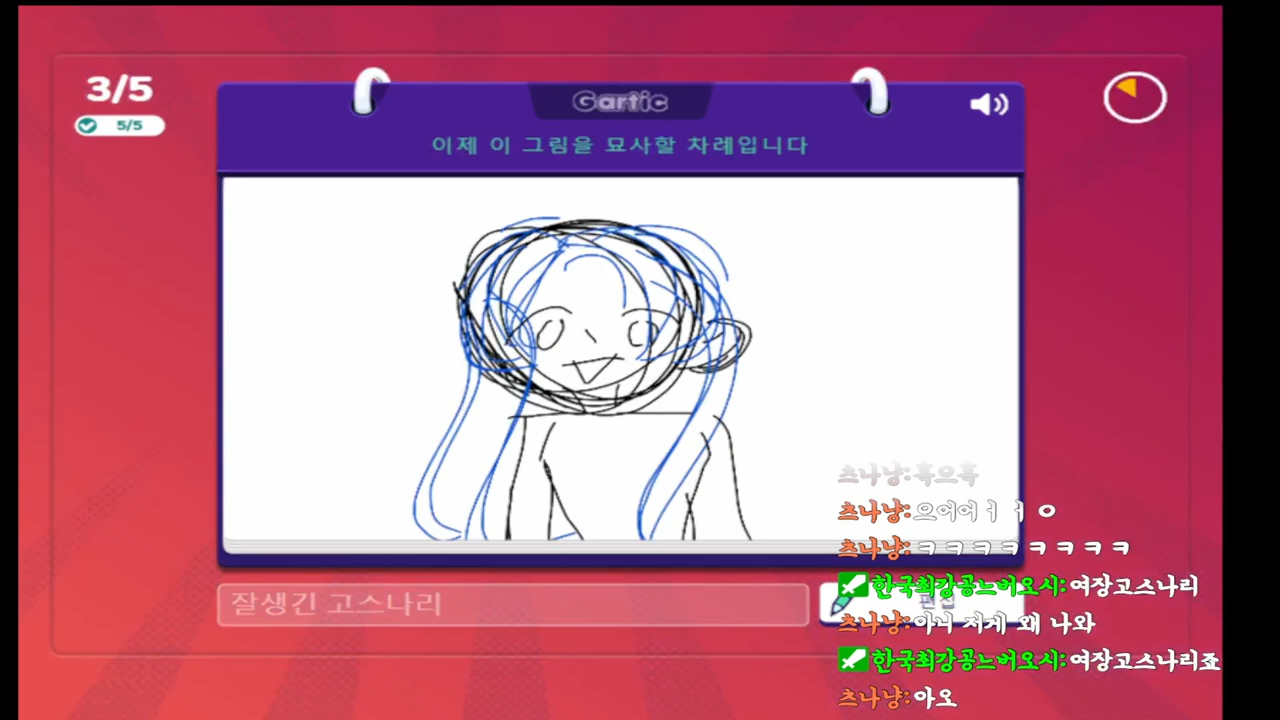 3/5
5/5
Gartic
이제 이 그림을 묘사할 차례입니다
잘생긴 고스나리
편집
츠나냥:흑으흑
츠나냥:으어어ㅓㅓㅇ
츠나냥:ㅋㅋㅋㅋㅋㅋㅋㅋ
한국최강공느버오시:여장고스나리
츠나냥:아니 저게 왜 나와
한국최강공느버오시:여장고스나리죠
츠나냥:아오